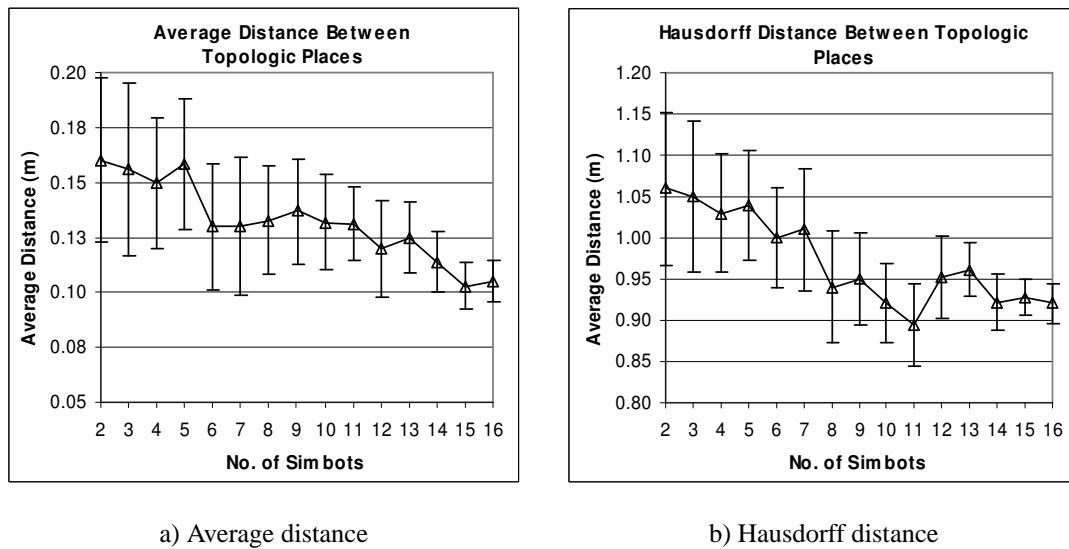 Average Distance Between
Topologic Places
0.20
0.18
0.15
0.13
0.10
0.08
0.05
Average Distance (m)
2 3 4 5 6 7 8 9 10 11 12 13 14 15 16
No. of Simbots
a) Average distance
Hausdorff Distance Between Topologic
Places
1.20
1.15
1.10
1.05
1.00
0.95
0.90
0.85
0.80
Average Distance (m)
2 3 4 5 6 7 8 9 10 11 12 13 14 15 16
No. of Simbots
b) Hausdorff distance